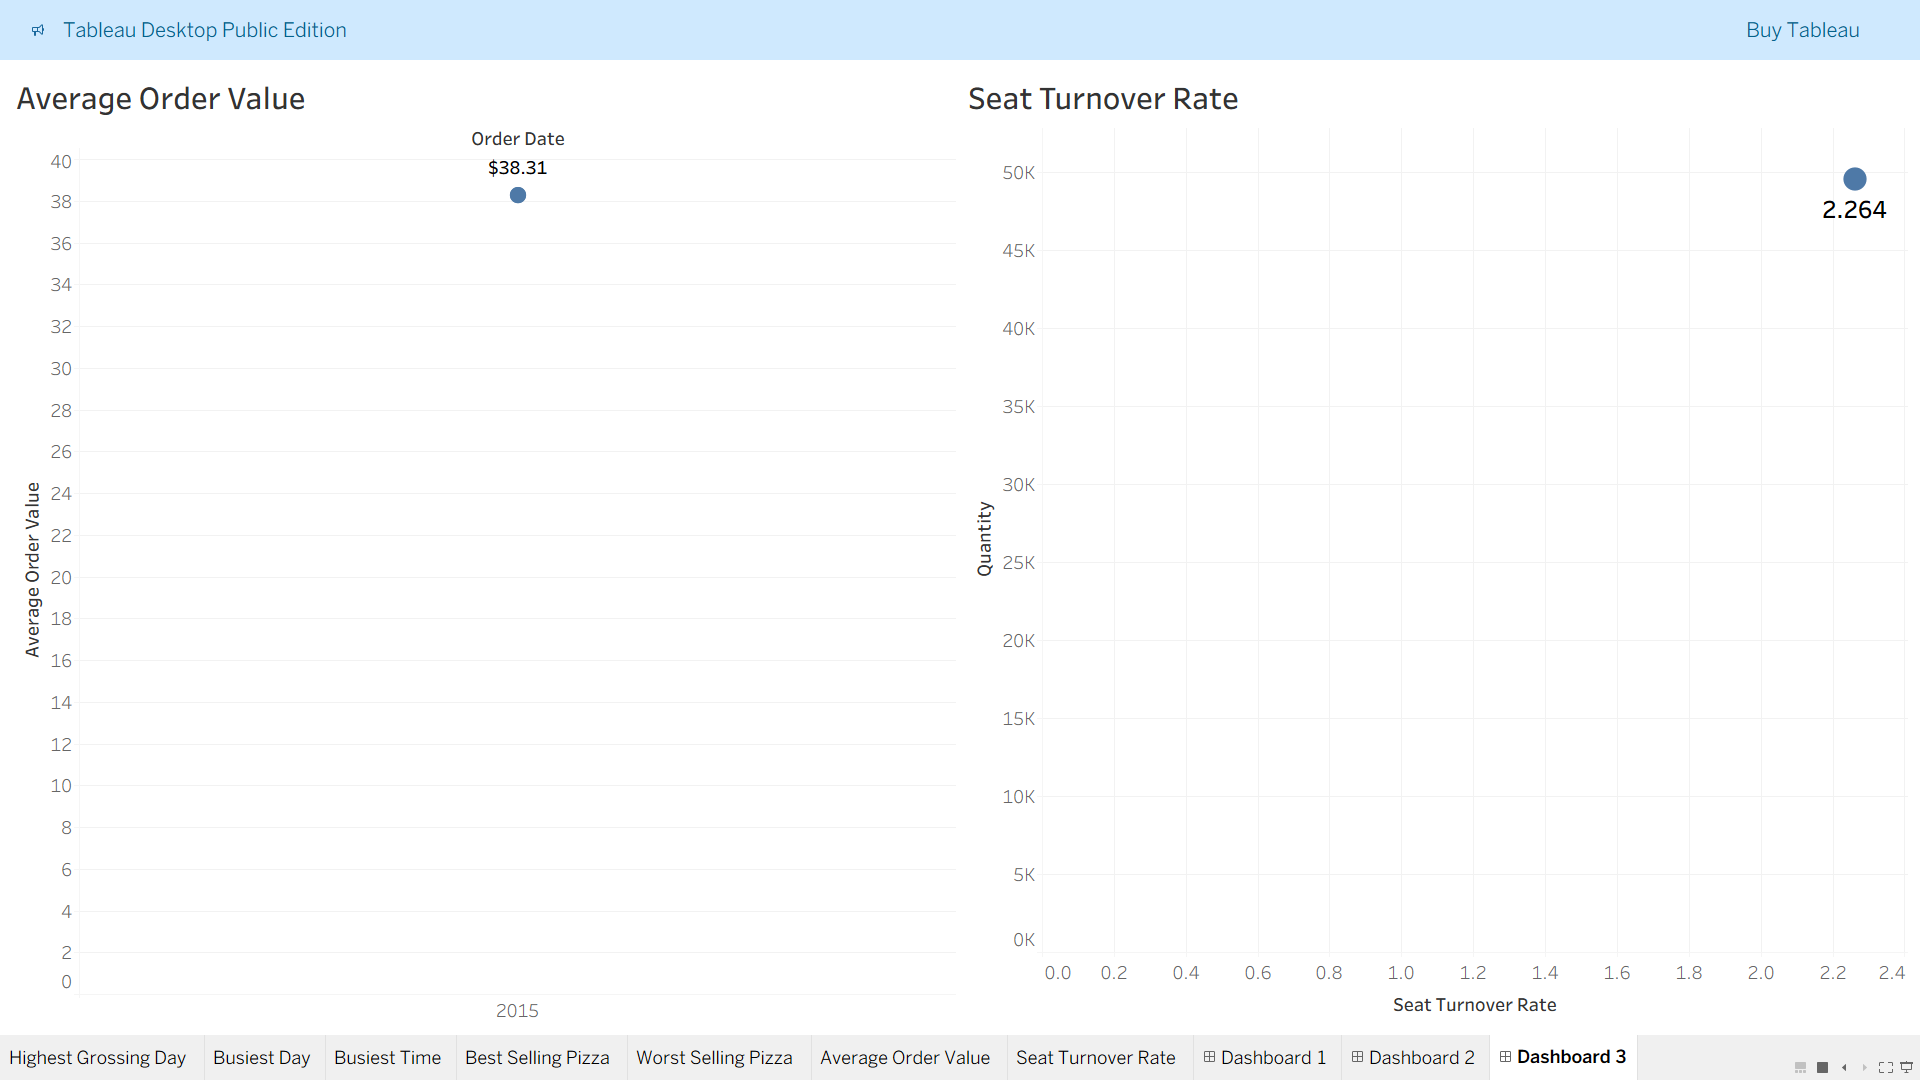 Tableau Desktop Public Edition
Buy Tableau
Average Order Value
Order Date
$38.31
40
38
36
34
32
30
28
26
24
22
20
18
16
14
12
10
8
6
4
2
0
Average Order Value
2015
Seat Turnover Rate
2.264
50K
45K
40K
35K
30K
25K
20K
15K
10K
5K
0K
Quantity
0.0 0.2 0.4 0.6 0.8 1.0 1.2 1.4 1.6 1.8 2.0 2.2 2.4
Seat Turnover Rate
Highest Grossing Day Busiest Day Busiest Time Best Selling Pizza Worst Selling Pizza Average Order Value Seat Turnover Rate Dashboard 1 Dashboard 2 Dashboard 3